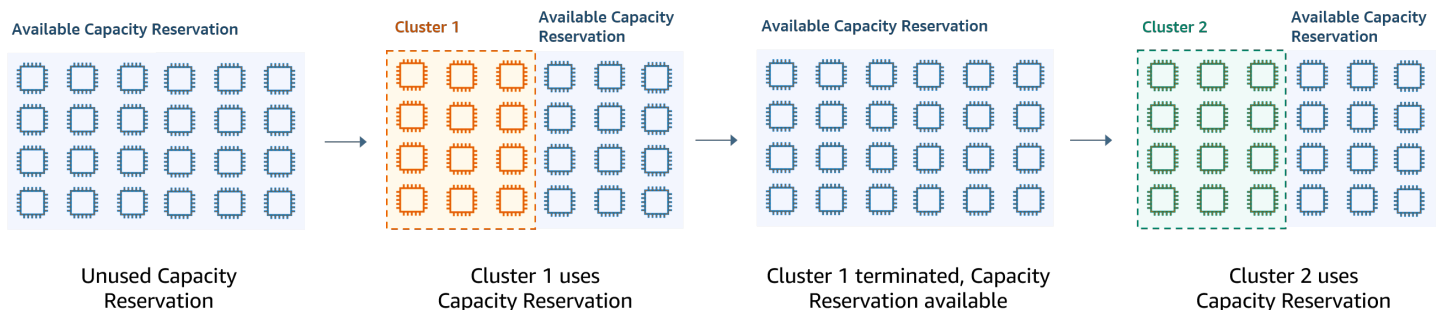 Available Capacity Reservation
Cluster 1
Available Capacity
Reservation
Available Capacity Reservation
Cluster 2
Available Capacity
Reservation
Unused Capacity
Reservation
Cluster 1 uses
Capacity Reservation
Cluster 1 terminated, Capacity
Reservation available
Cluster 2 uses
Capacity Reservation